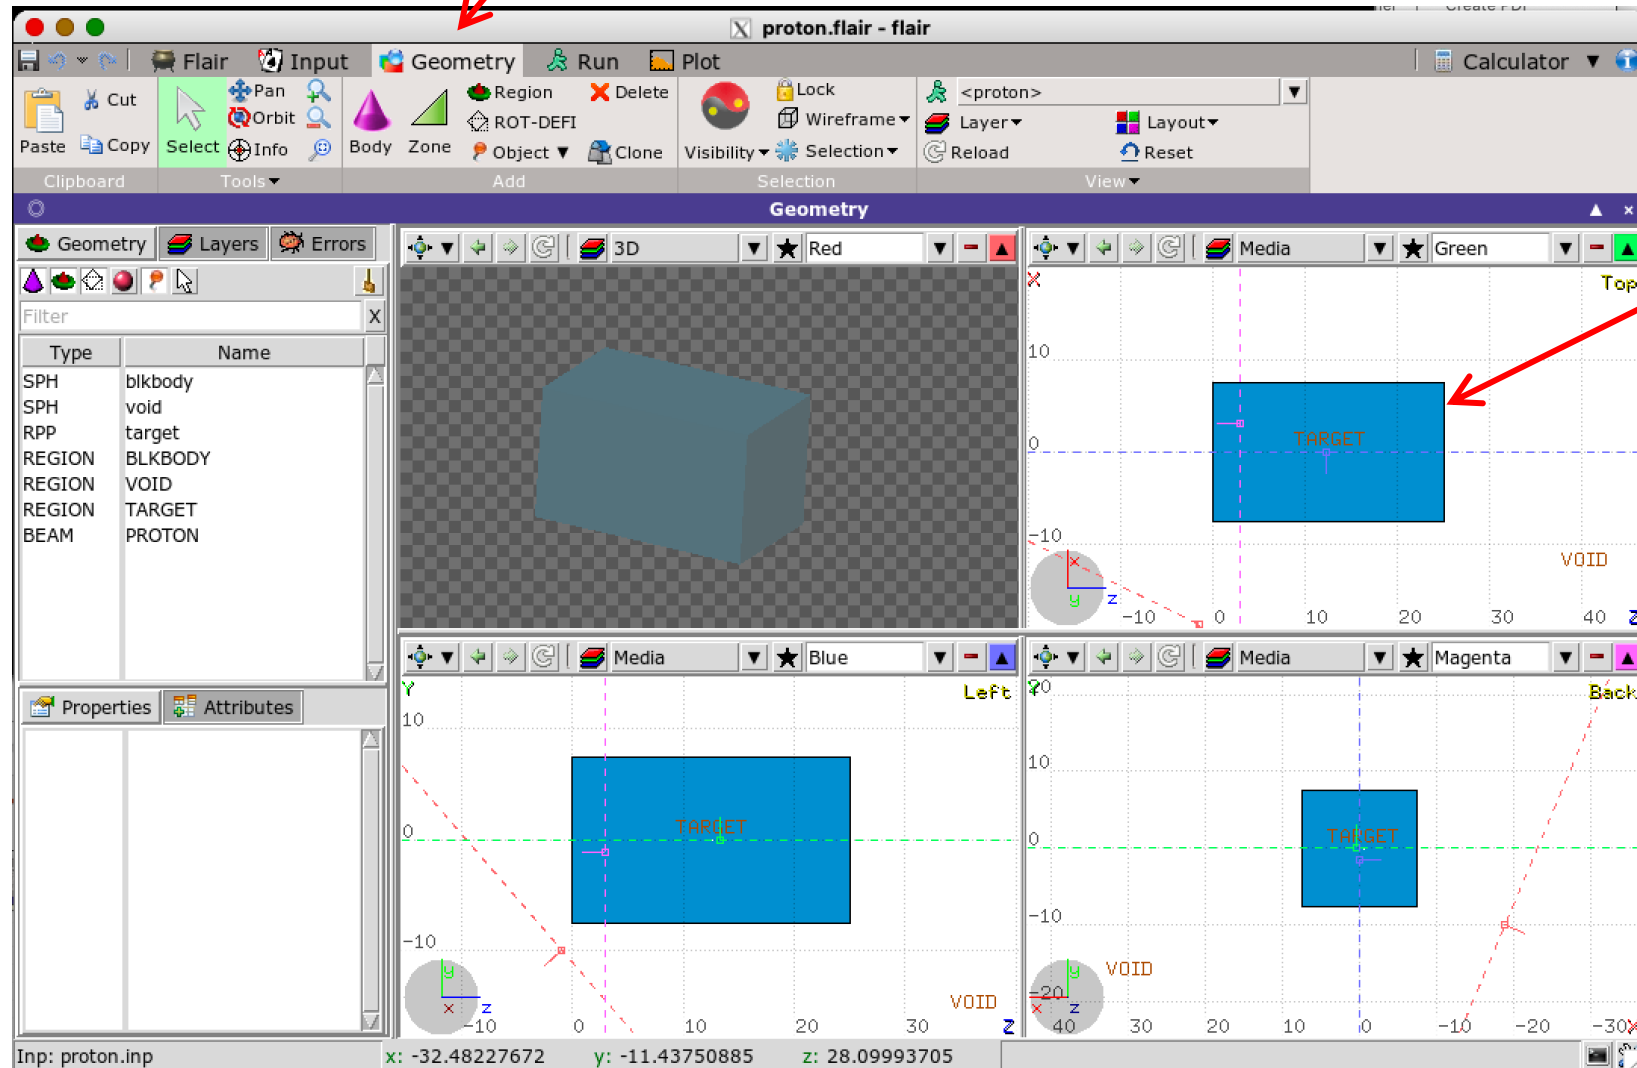 Create PDF
proton.flair - flair
Flair Input Geometry Run Plot Calculator
Paste Cut Copy
Clipboard
Select Pan Orbit Info
Tools
Body Zone Region ROT-DEFI Object Delete Clone
Add
Visibility Lock Wireframe Selection
Selection
<proton>
Layer Layout
Reload Reset
View
Geometry
Geometry Layers Errors
Filter X
Type Name
SPH blkbody
SPH void
RPP target
REGION BLKBODY
REGION VOID
REGION TARGET
BEAM PROTON
Properties Attributes
3D Red
Media Green
X Top
10
0 TARGET
-10
VOID
x
y z
-10 0 10 20 30 40 Z
Media Blue
Y Left
10
0 TARGET
-10
y
x z
VOID
-10 0 10 20 30 Z
Media Magenta
Y 20 Back
10
0 TARGET
-10
VOID
-20
y
x z
40 30 20 10 0 -10 -20 -30 X
Inp: proton.inp x: -32.48227672 y: -11.43750885 z: 28.09993705